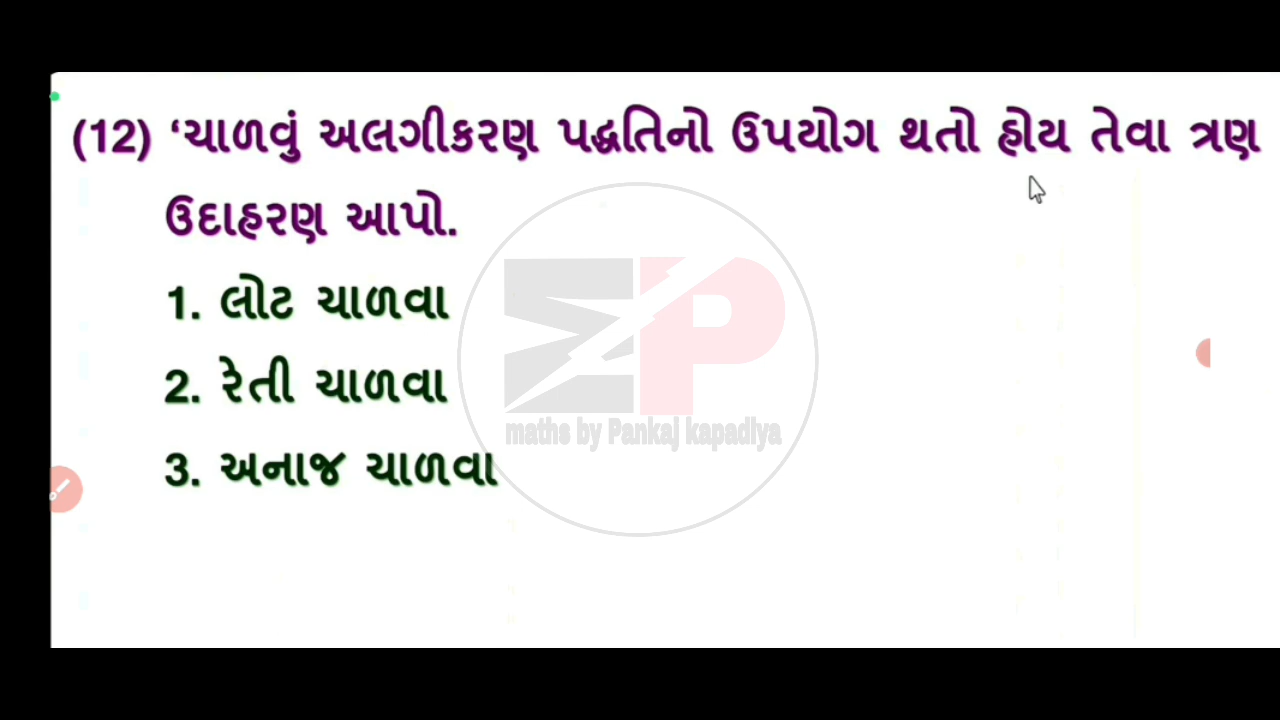 (12) ‘ચાળવું અલગીકરણ પદ્ધતિનો ઉપયોગ થતો હોય તેવા ત્રણ
ઉદાહરણ આપો.
1. લોટ ચાળવા
2. રેતી ચાળવા
3. અનાજ ચાળવા
maths by Pankaj kapadiya